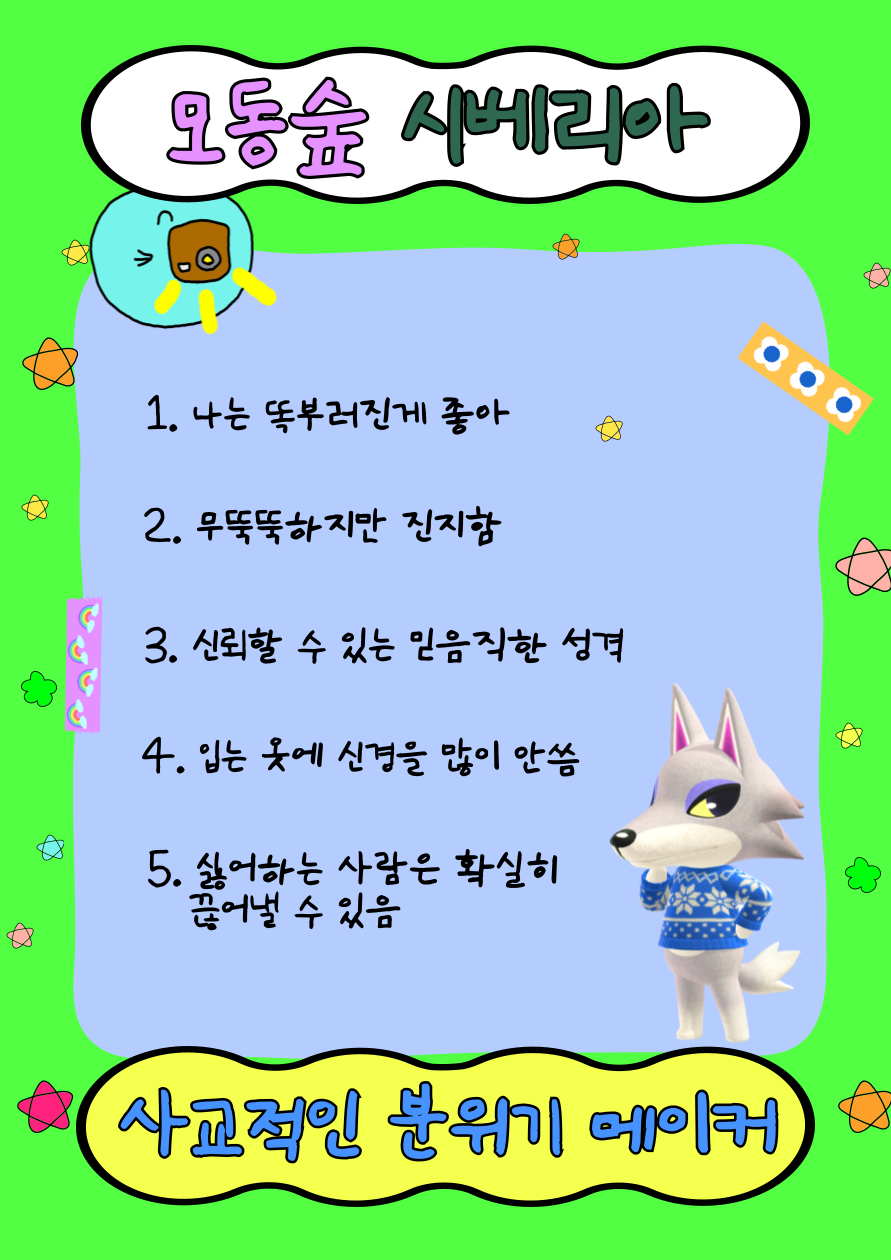 모동숲 시베리아
1. 나는 똑부러진게 좋아
2. 무뚝뚝하지만 진지함
3. 신뢰할 수 있는 믿음직한 성격
4. 입는 옷에 신경을 많이 안씀
5. 싫어하는 사람은 확실히
끊어낼 수 있음
사교적인 분위기 메이커